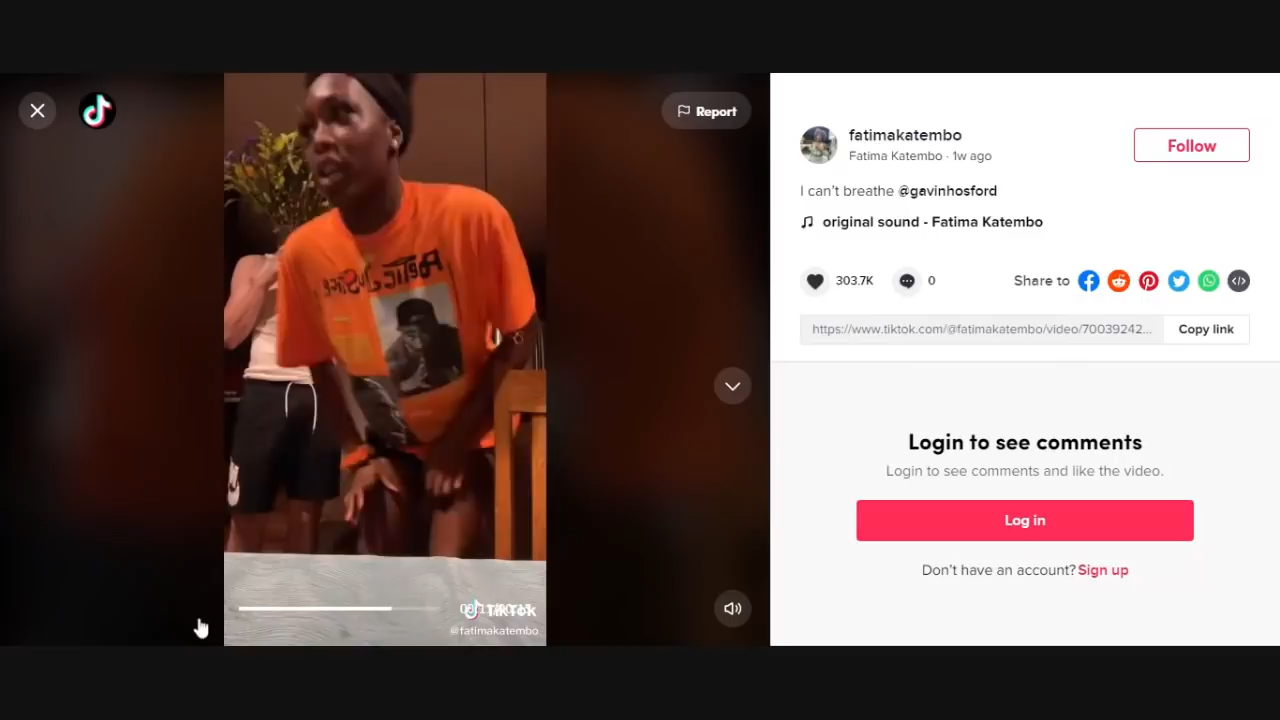 Report
fatimakatembo
Fatima Katembo · 1w ago
Follow
I can't breathe @gavinhosford
original sound - Fatima Katembo
303.7K
0
Share to
https://www.tiktok.com/@fatimakatembo/video/70039242...
Copy link
Poetic Justice
Login to see comments
Login to see comments and like the video.
Log in
Don't have an account? Sign up
TikTok
@fatimakatembo